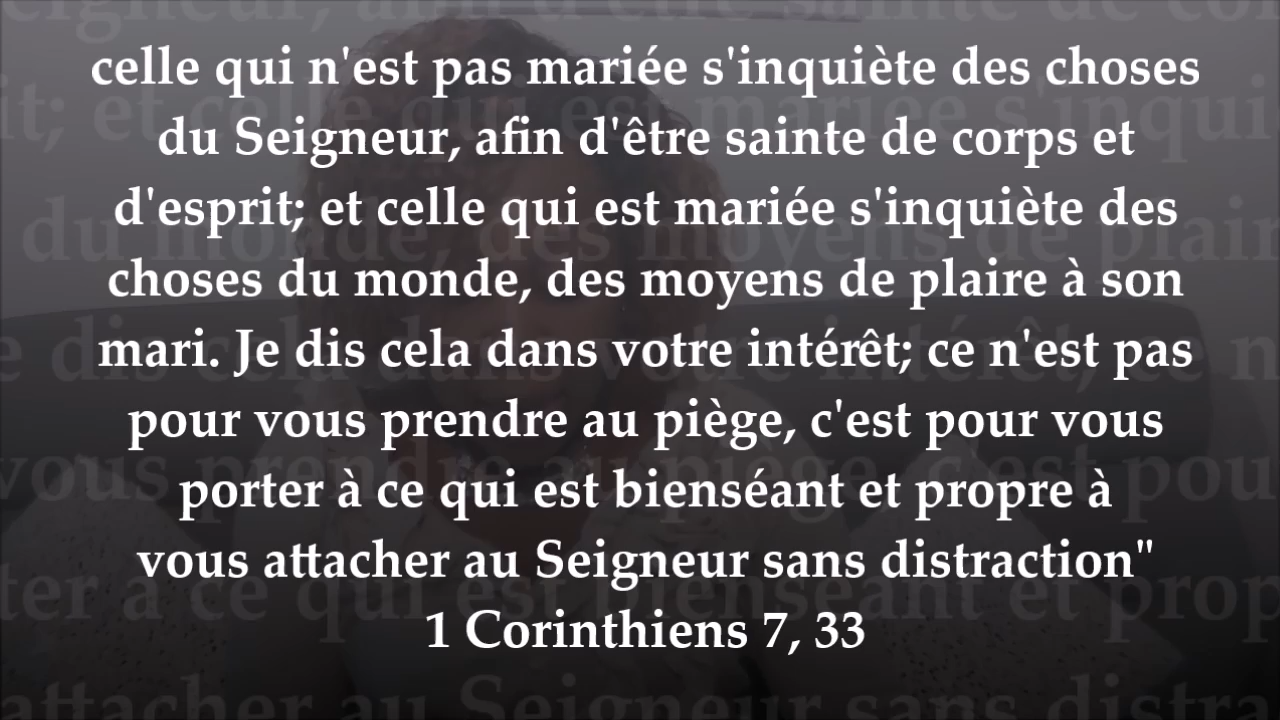 celle qui n'est pas mariée s'inquiète des choses
du Seigneur, afin d'être sainte de corps et
d'esprit; et celle qui est mariée s'inquiète des
choses du monde, des moyens de plaire à son
mari. Je dis cela dans votre intérêt; ce n'est pas
pour vous prendre au piège, c'est pour vous
porter à ce qui est bienséant et propre à
vous attacher au Seigneur sans distraction"
1 Corinthiens 7, 33